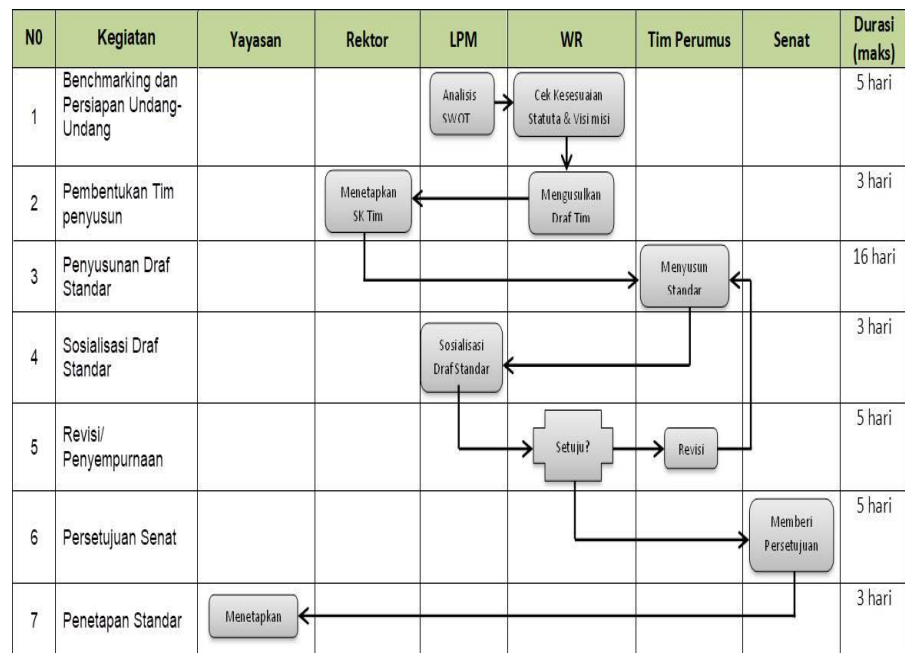 N0 Kegiatan Yayasan Rektor LPM WR Tim Perumus Senat Durasi
(maks)
1
Benchmarking dan
Persiapan Undang-
Undang
Analisis
SWOT
Cek Kesesuaian
Statuta & Visi misi
5 hari
2
Pembentukan Tim
penyusun
Menetapkan
SK Tim
Mengusulkan
Draf Tim
3 hari
3
Penyusunan Draf
Standar
Menyusun
Standar
16 hari
4
Sosialisasi Draf
Standar
Sosialisasi
Draf Standar
3 hari
5
Revisi/
Penyempurnaan
Setuju?
Revisi
5 hari
6
Persetujuan Senat
Memberi
Persetujuan
5 hari
7
Penetapan Standar
Menetapkan
3 hari